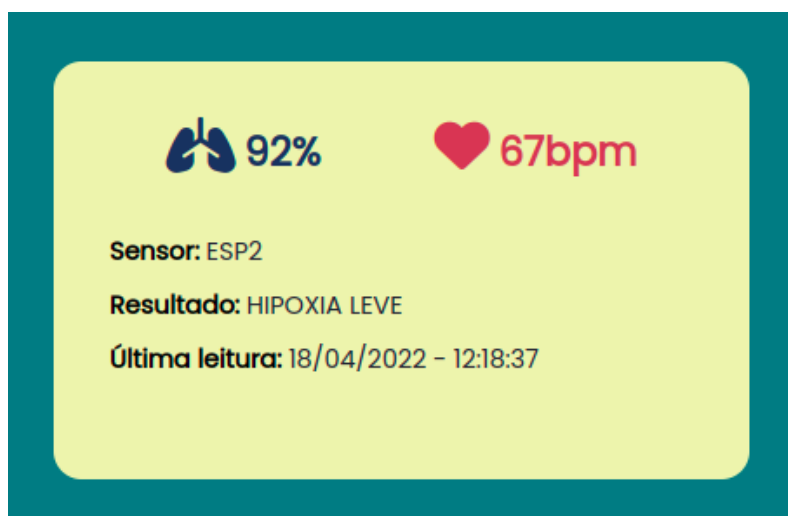 92% 67bpm
Sensor: ESP2
Resultado: HIPOXIA LEVE
Última leitura: 18/04/2022 - 12:18:37